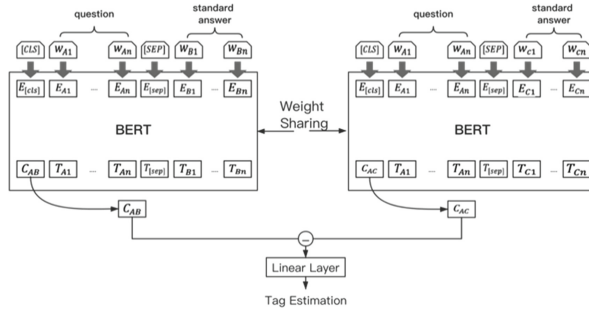 question
standard
answer
question
standard
answer
[CLS] W_A1 W_An [SEP] W_B1 W_Bn
[CLS] W_A1 W_An [SEP] W_c1 W_cn
E_[cls] E_A1 ... E_An E_[sep] E_B1 ... E_Bn
E_[cls] E_A1 ... E_An E_[sep] E_C1 ... E_Cn
BERT
Weight
Sharing
BERT
C_AB T_A1 ... T_An T_[sep] T_B1 ... T_Bn
C_AC T_A1 ... T_An T_[sep] T_C1 ... T_Cn
C_AB
C_AC
−
Linear Layer
Tag Estimation